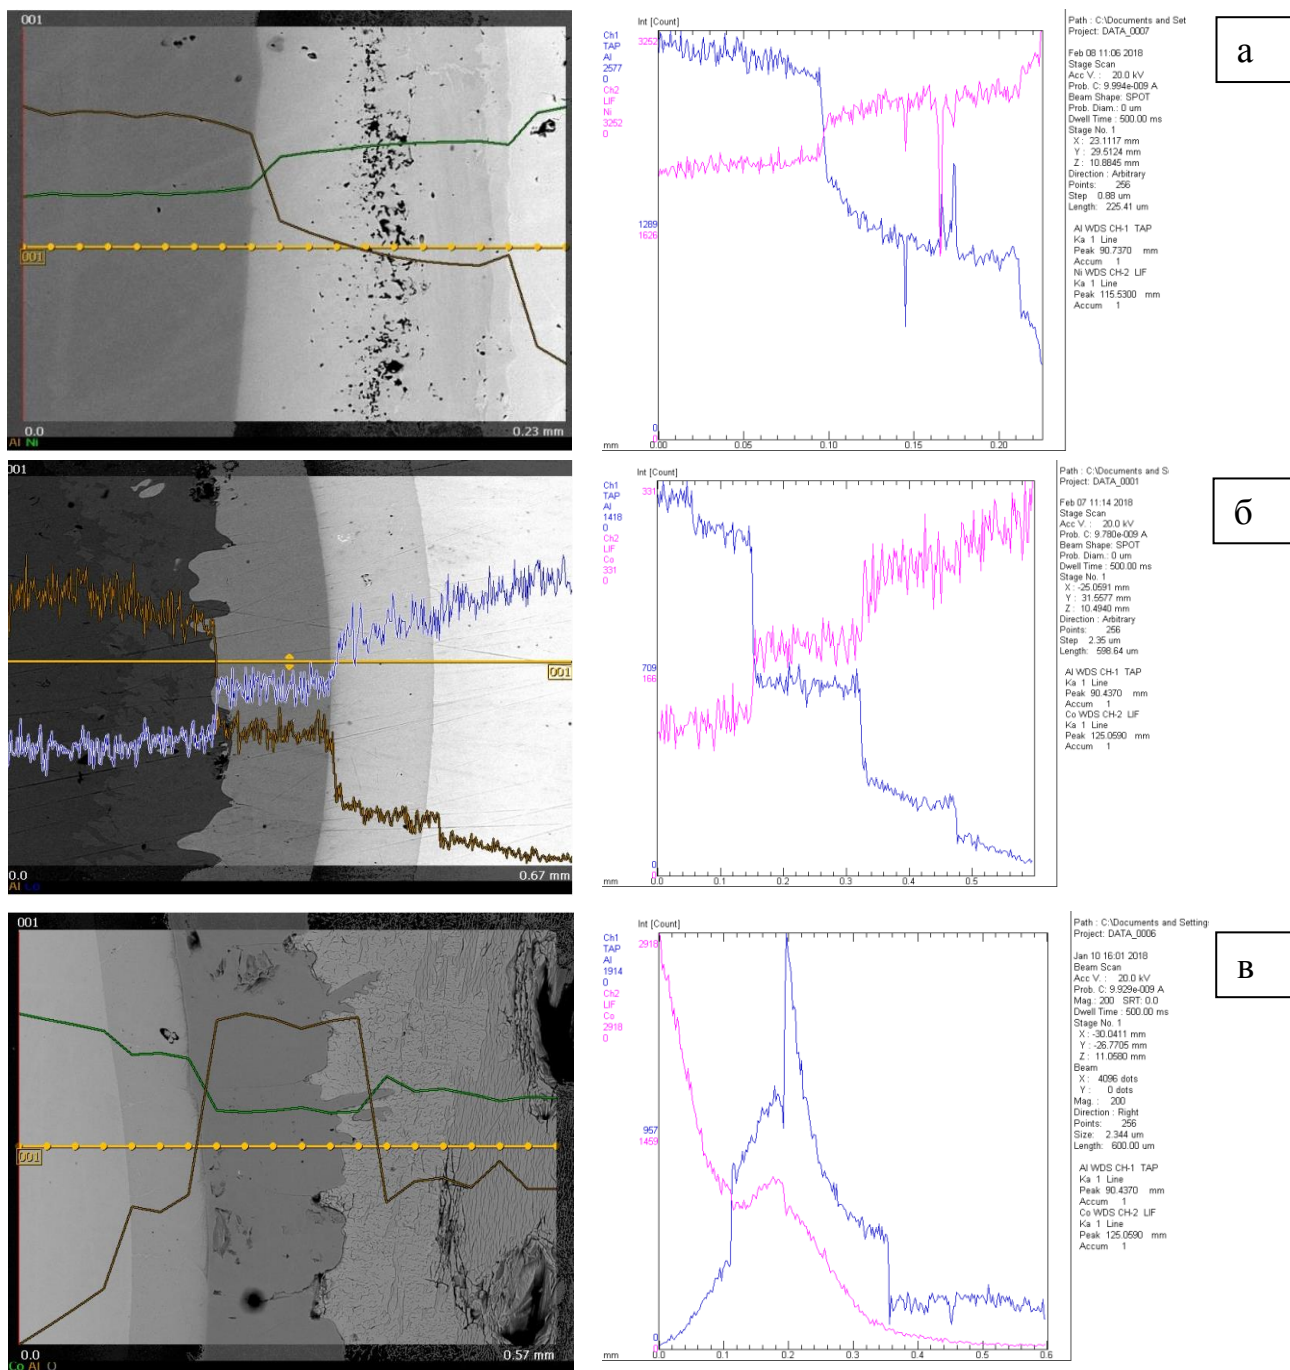 001
001
0.0
0.23 mm
Al Ni
Int [Count]
Ch1
TAP
Al
2577
0
Ch2
LIF
Ni
3252
0
3252
1289
1626
0
0
mm
0.00
0.05
0.10
0.15
0.20
Path : C:\Documents and Set
Project: DATA_0007
Feb 08 11:06 2018
Stage Scan
Acc V. : 20.0 kV
Prob. C: 9.994e-009 A
Beam Shape: SPOT
Prob. Diam.: 0 um
Dwell Time : 500.00 ms
Stage No. 1
X : 23.1117 mm
Y : 29.5124 mm
Z : 10.8845 mm
Direction : Arbitrary
Points: 256
Step 0.88 um
Length: 225.41 um
Al WDS CH-1 TAP
Ka 1 Line
Peak 90.7370 mm
Accum 1
Ni WDS CH-2 LIF
Ka 1 Line
Peak 115.5300 mm
Accum 1
а
001
001
0.0
0.67 mm
Al Co
Int [Count]
Ch1
TAP
Al
1418
0
Ch2
LIF
Co
331
0
331
709
166
0
0
mm
0.0
0.1
0.2
0.3
0.4
0.5
Path : C:\Documents and S
Project: DATA_0001
Feb 07 11:14 2018
Stage Scan
Acc V. : 20.0 kV
Prob. C: 9.780e-009 A
Beam Shape: SPOT
Prob. Diam.: 0 um
Dwell Time : 500.00 ms
Stage No. 1
X : -25.0591 mm
Y : 31.5577 mm
Z : 10.4940 mm
Direction : Arbitrary
Points: 256
Step 2.35 um
Length: 598.64 um
Al WDS CH-1 TAP
Ka 1 Line
Peak 90.4370 mm
Accum 1
Co WDS CH-2 LIF
Ka 1 Line
Peak 125.0590 mm
Accum 1
б
001
001
0.0
0.57 mm
Co Al O
Int [Count]
Ch1
TAP
Al
1914
0
Ch2
LIF
Co
2918
0
2918
957
1459
0
0
mm
0.0
0.1
0.2
0.3
0.4
0.5
0.6
Path : C:\Documents and Setting
Project: DATA_0006
Jan 10 16:01 2018
Beam Scan
Acc V. : 20.0 kV
Prob. C: 9.929e-009 A
Mag.: 200 SRT: 0.0
Dwell Time : 500.00 ms
Stage No. 1
X : -30.0411 mm
Y : -26.7705 mm
Z : 11.0580 mm
Beam
X : 4096 dots
Y : 0 dots
Mag. : 200
Direction : Right
Points: 256
Size: 2.344 um
Length: 600.00 um
Al WDS CH-1 TAP
Ka 1 Line
Peak 90.4370 mm
Accum 1
Co WDS CH-2 LIF
Ka 1 Line
Peak 125.0590 mm
Accum 1
в